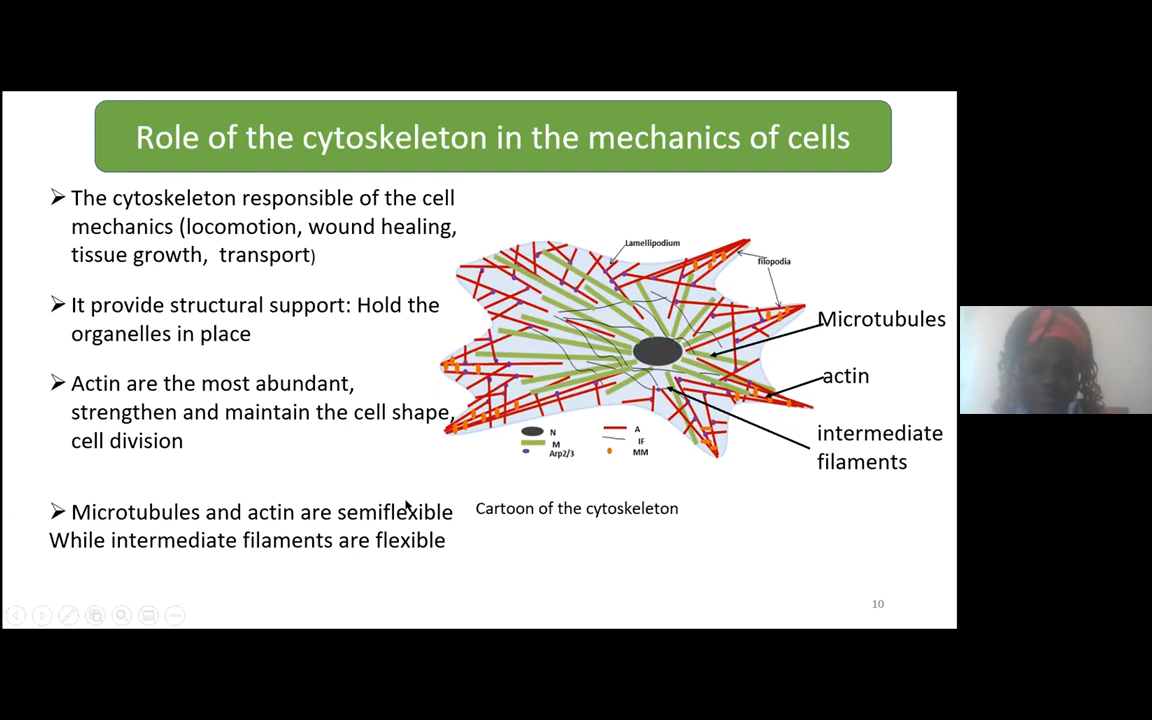 Role of the cytoskeleton in the mechanics of cells
The cytoskeleton responsible of the cell
mechanics (locomotion, wound healing,
tissue growth, transport)
It provide structural support: Hold the
organelles in place
Actin are the most abundant,
strengthen and maintain the cell shape,
cell division
Microtubules and actin are semiflexible
While intermediate filaments are flexible
Lamellipodium
filopodia
Microtubules
actin
intermediate
filaments
N
M
Arp2/3
A
IF
MM
Cartoon of the cytoskeleton
10